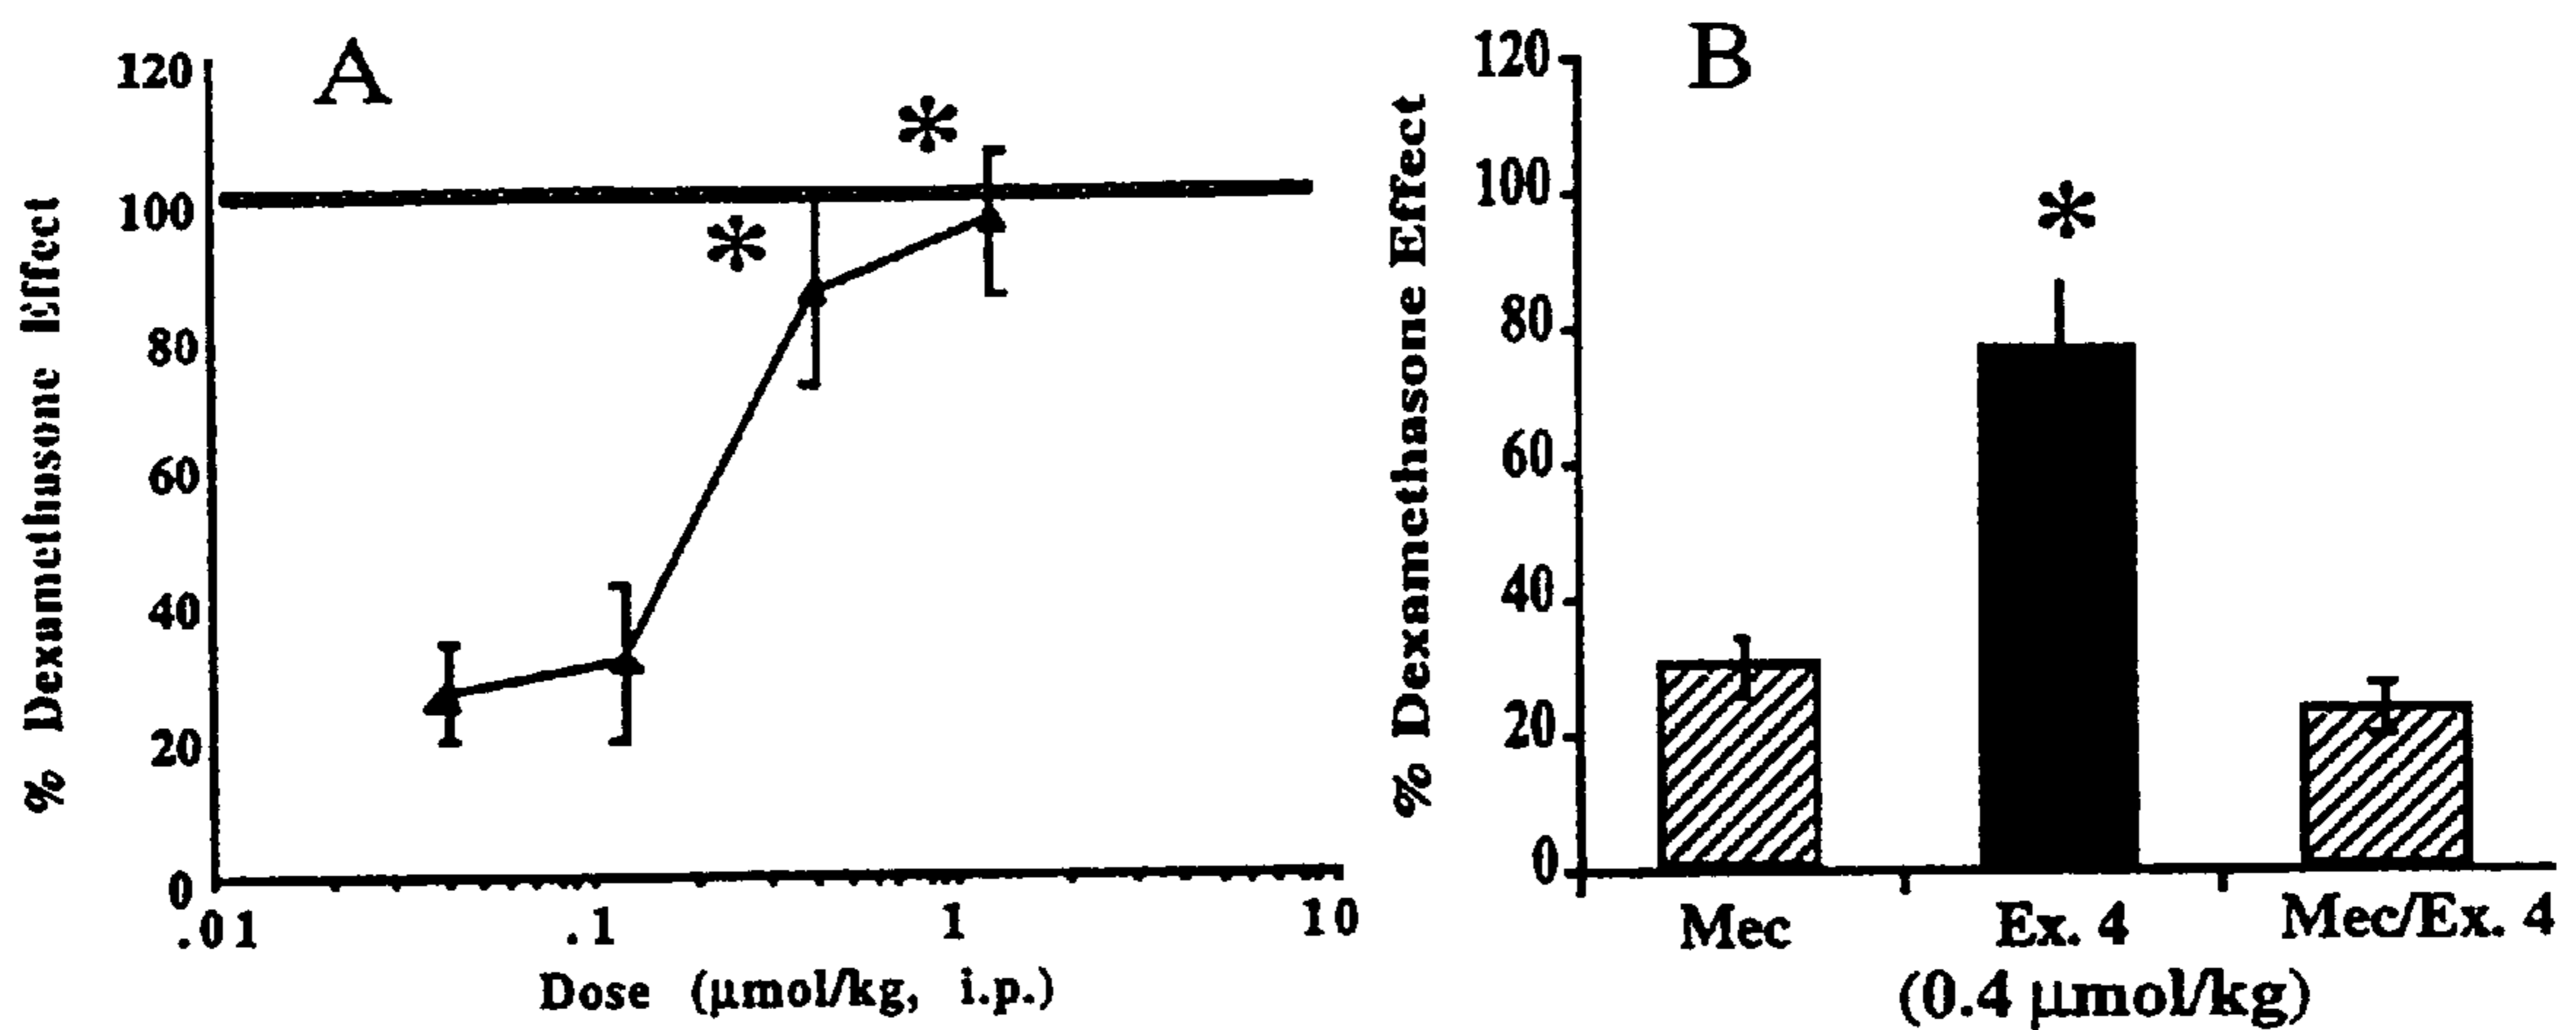 A
% Dexamethasone Effect
120
100
80
60
40
20
0
*
*
.01
.1
1
10
Dose (μmol/kg, i.p.)
B
% Dexamethasone Effect
120
100
80
60
40
20
0
*
Mec
Ex. 4
Mec/Ex. 4
(0.4 μmol/kg)